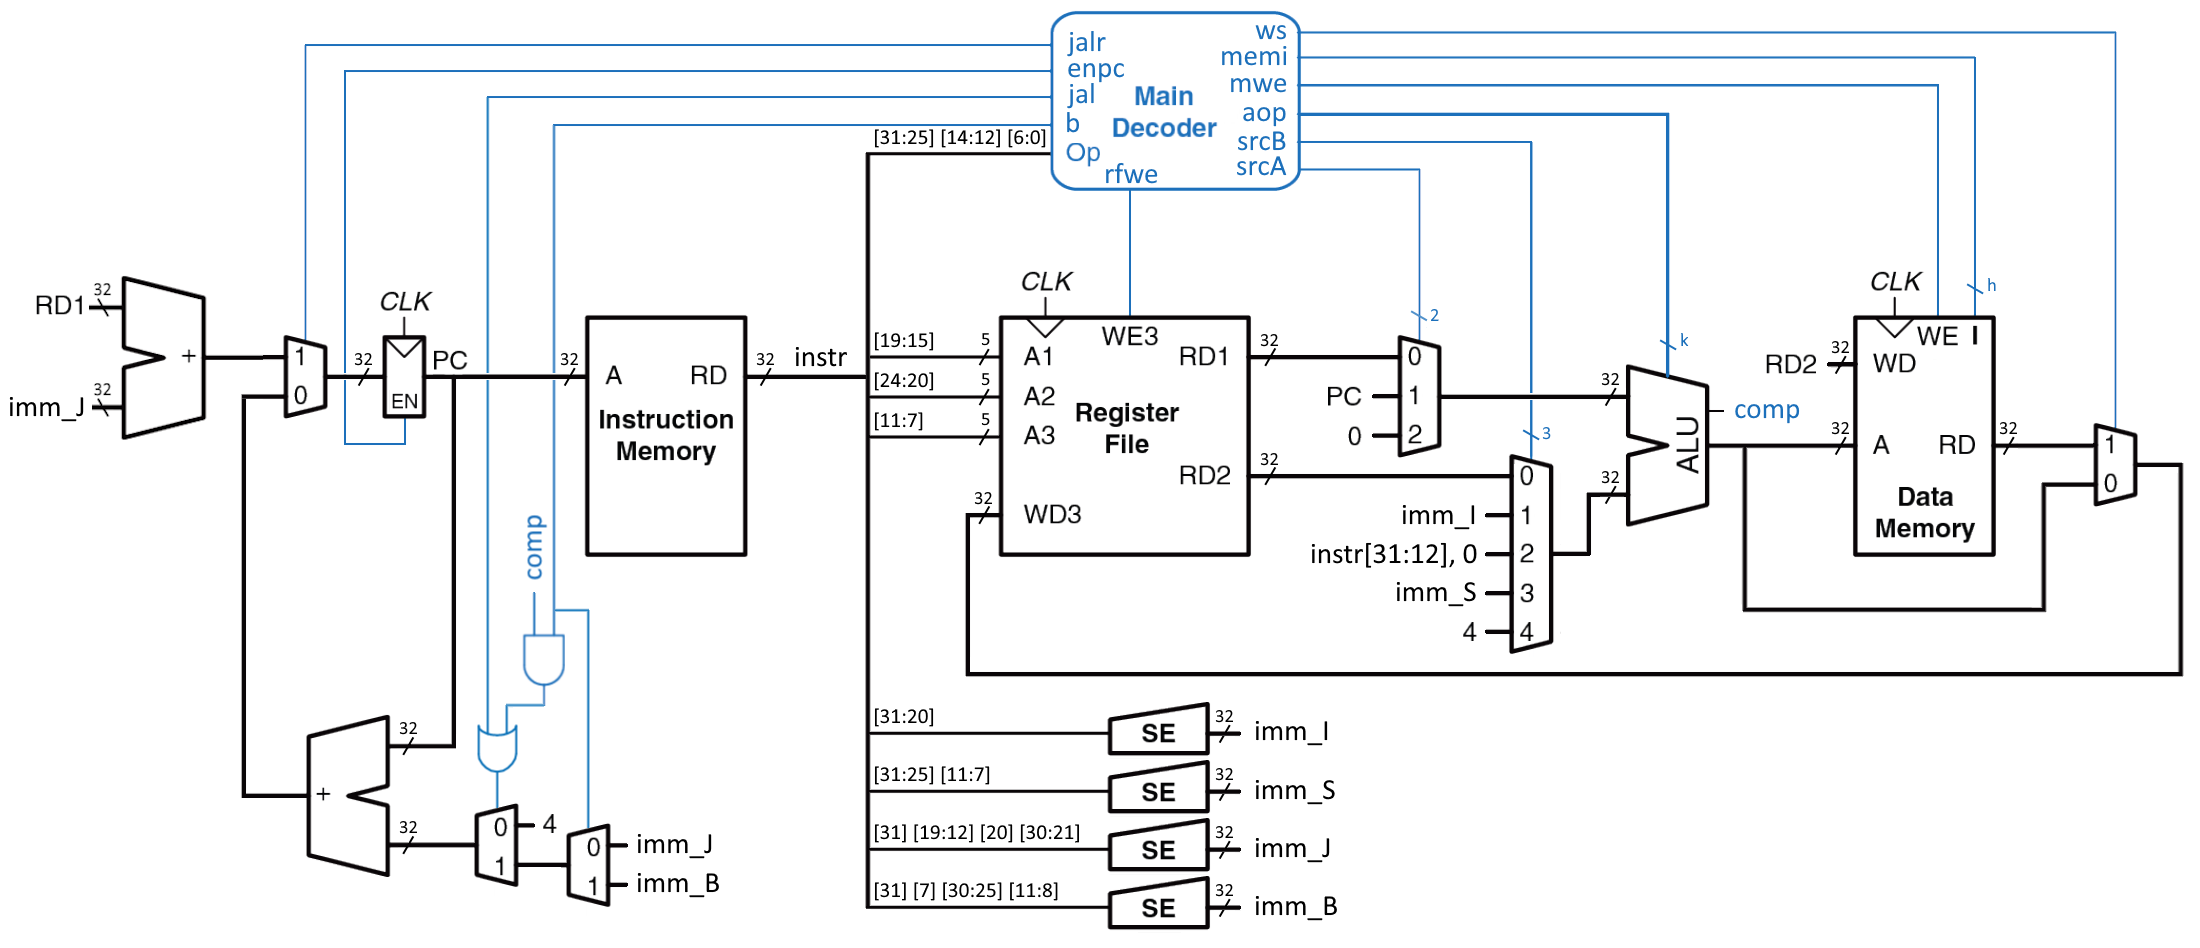 jalr
enpc
jal
b
Op
rfwe
Main
Decoder
ws
memi
mwe
aop
srcB
srcA
[31:25] [14:12] [6:0]
RD1
32
imm_J
32
+
1
0
32
CLK
EN
PC
32
A
RD
Instruction
Memory
32
instr
[19:15]
5
[24:20]
5
[11:7]
5
CLK
WE3
A1
A2
A3
WD3
32
RD1
RD2
Register
File
32
32
2
0
1
2
PC
0
3
0
1
2
3
4
imm_I
instr[31:12], 0
imm_S
4
32
32
k
ALU
comp
CLK
h
WE I
RD2
32
WD
32
A
RD
Data
Memory
32
1
0
comp
32
+
32
0
1
4
0
1
imm_J
imm_B
[31:20]
SE
32
imm_I
[31:25] [11:7]
SE
32
imm_S
[31] [19:12] [20] [30:21]
SE
32
imm_J
[31] [7] [30:25] [11:8]
SE
32
imm_B